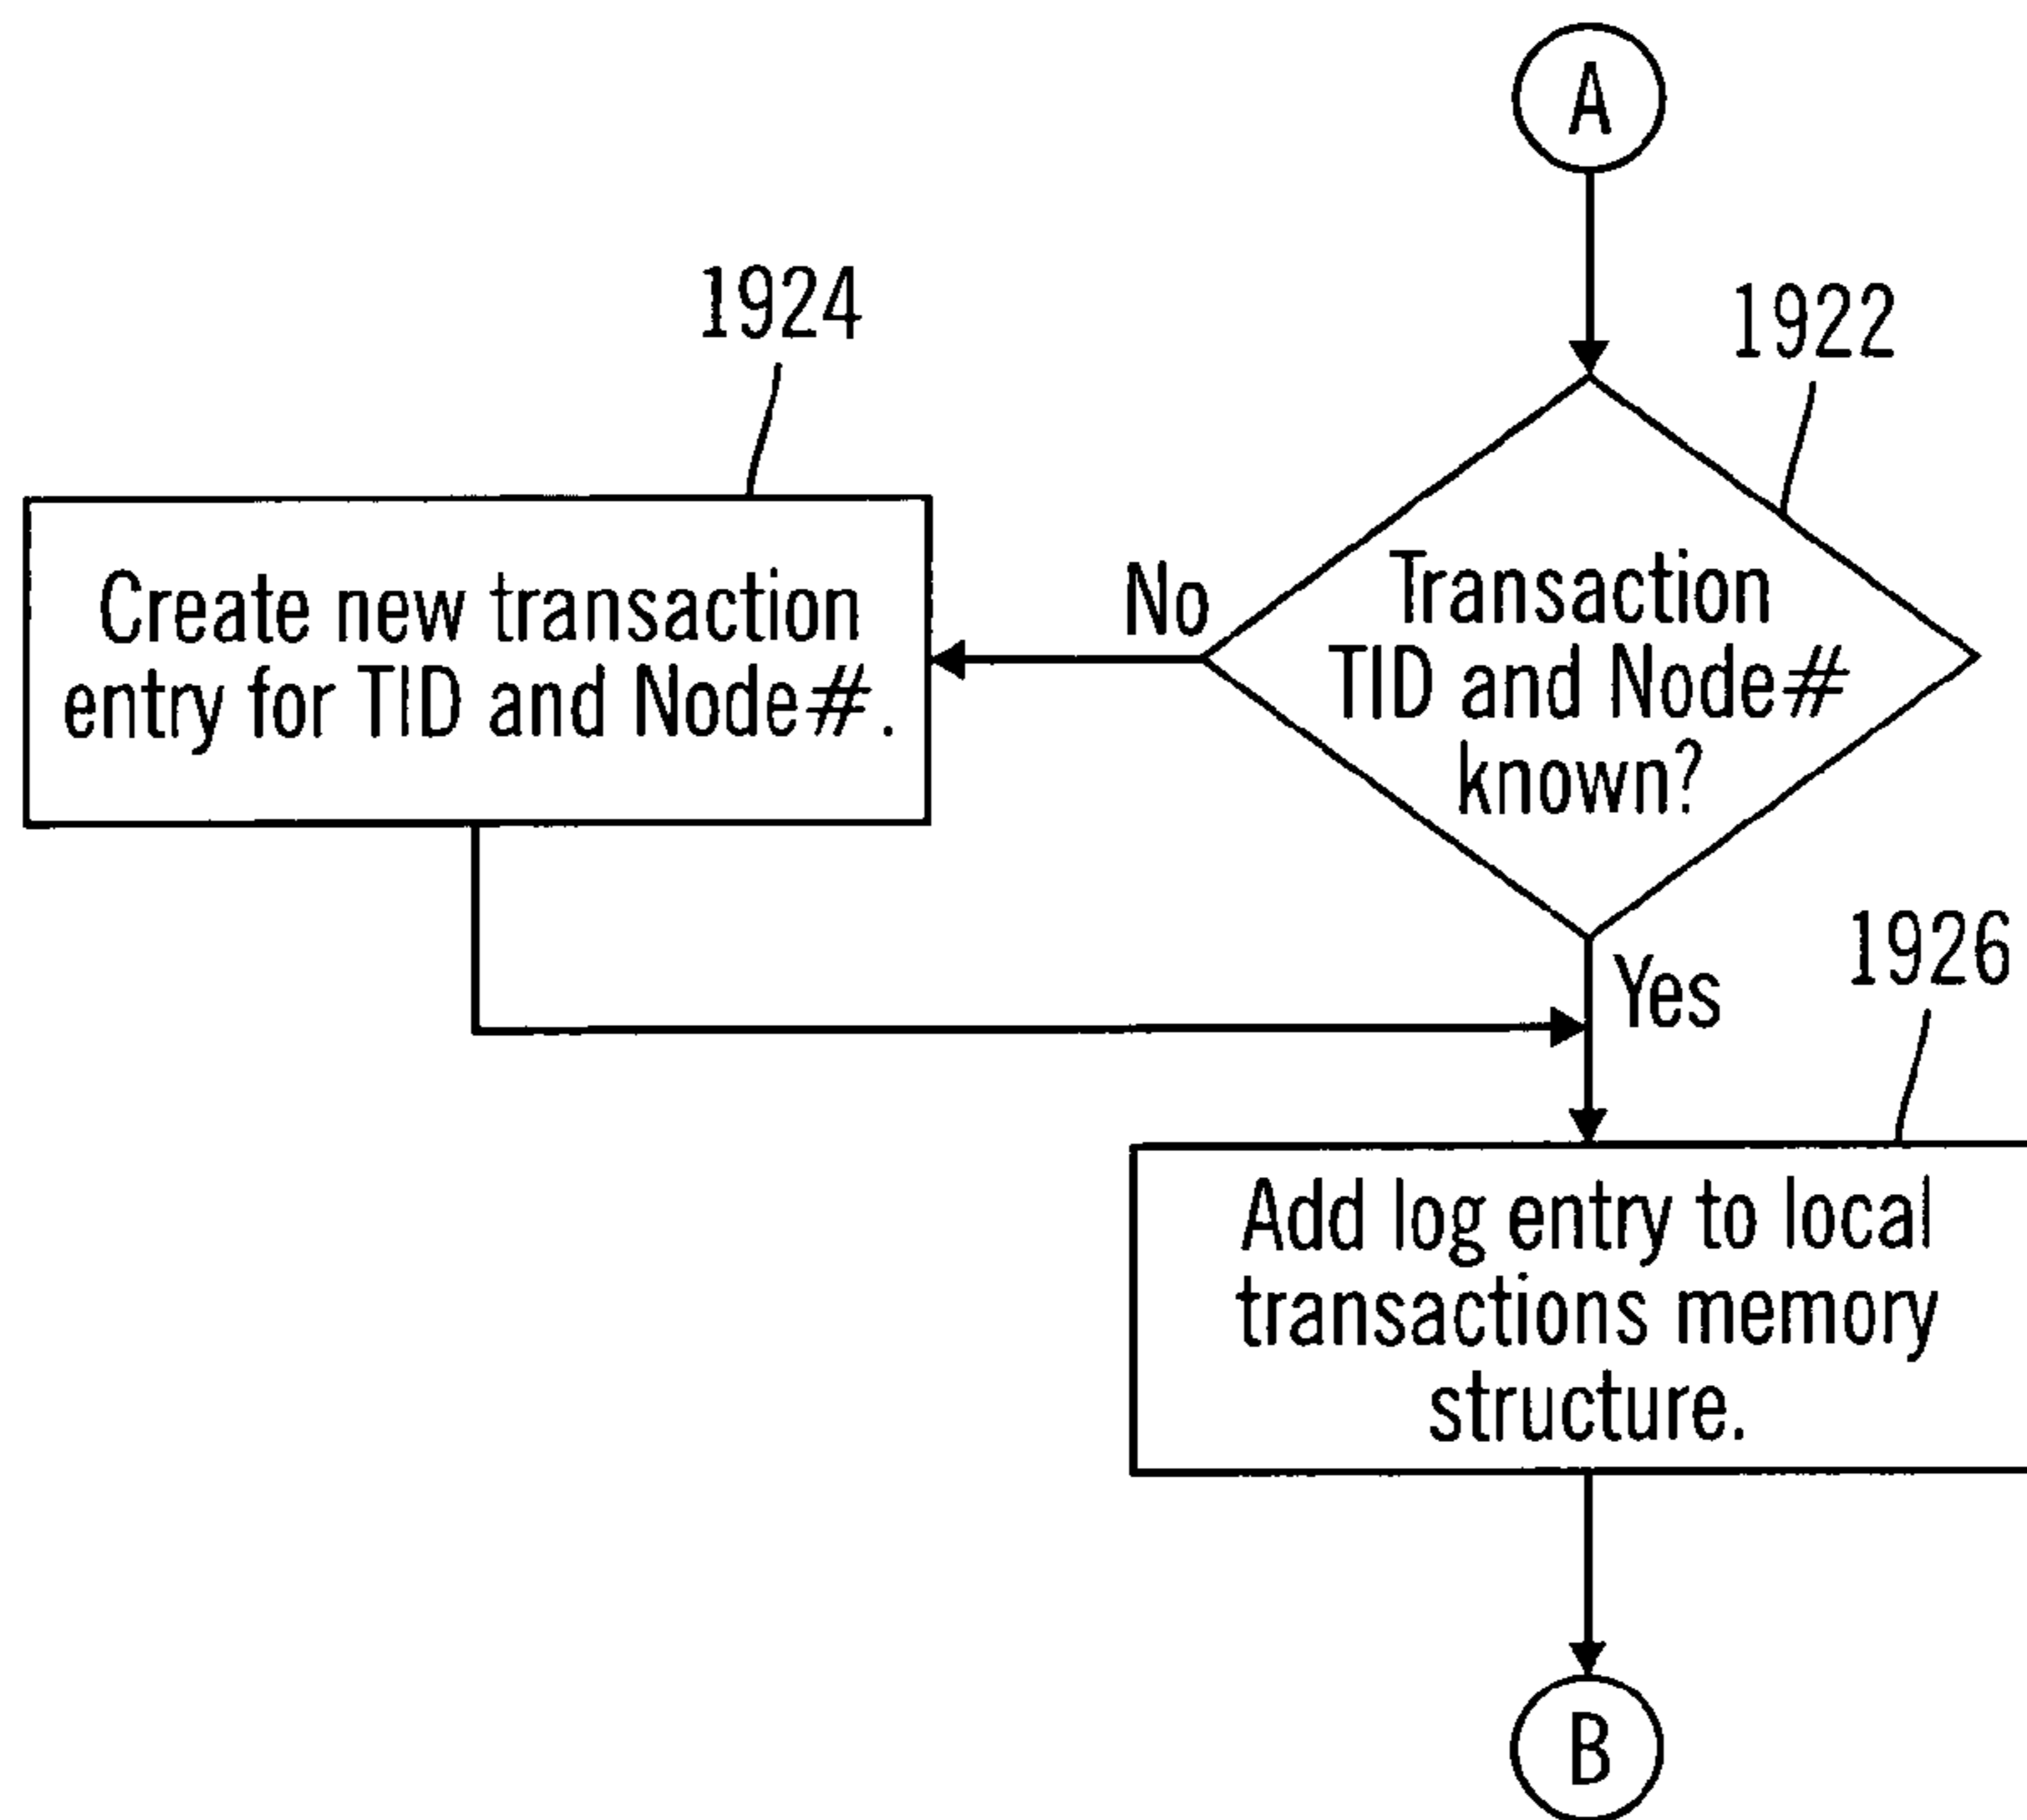 A
1924
1922
No
Transaction
TID and Node#
known?
Create new transaction
entry for TID and Node#.
Yes
1926
Add log entry to local
transactions memory
structure.
B